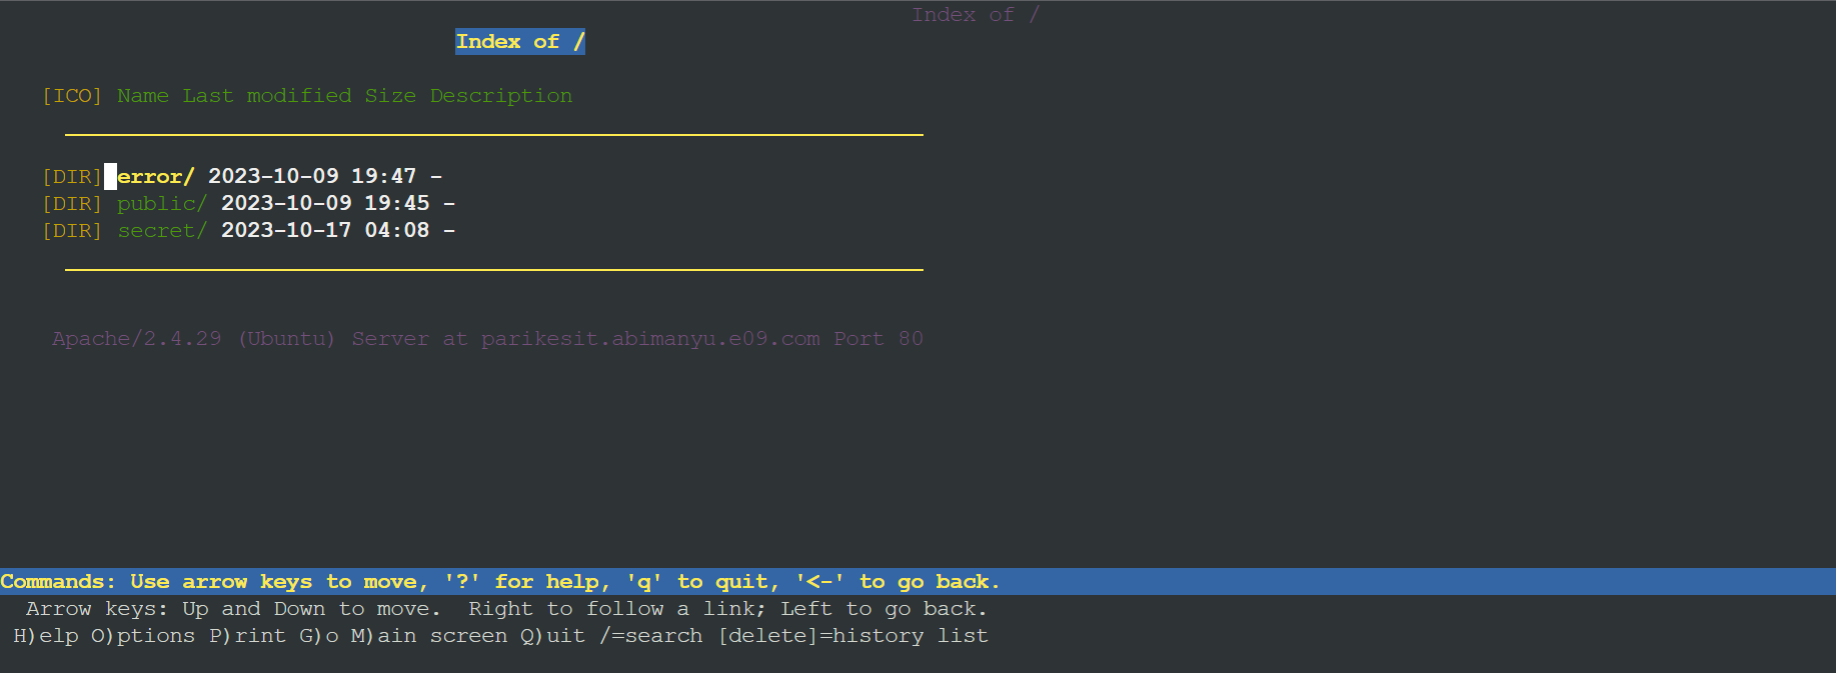 Index of /
Index of /
[ICO] Name Last modified Size Description
[DIR] error/ 2023-10-09 19:47 -
[DIR] public/ 2023-10-09 19:45 -
[DIR] secret/ 2023-10-17 04:08 -
Apache/2.4.29 (Ubuntu) Server at parikesit.abimanyu.e09.com Port 80
Commands: Use arrow keys to move, '?' for help, 'q' to quit, '<-' to go back.
Arrow keys: Up and Down to move.  Right to follow a link; Left to go back.
H)elp O)ptions P)rint G)o M)ain screen Q)uit /=search [delete]=history list